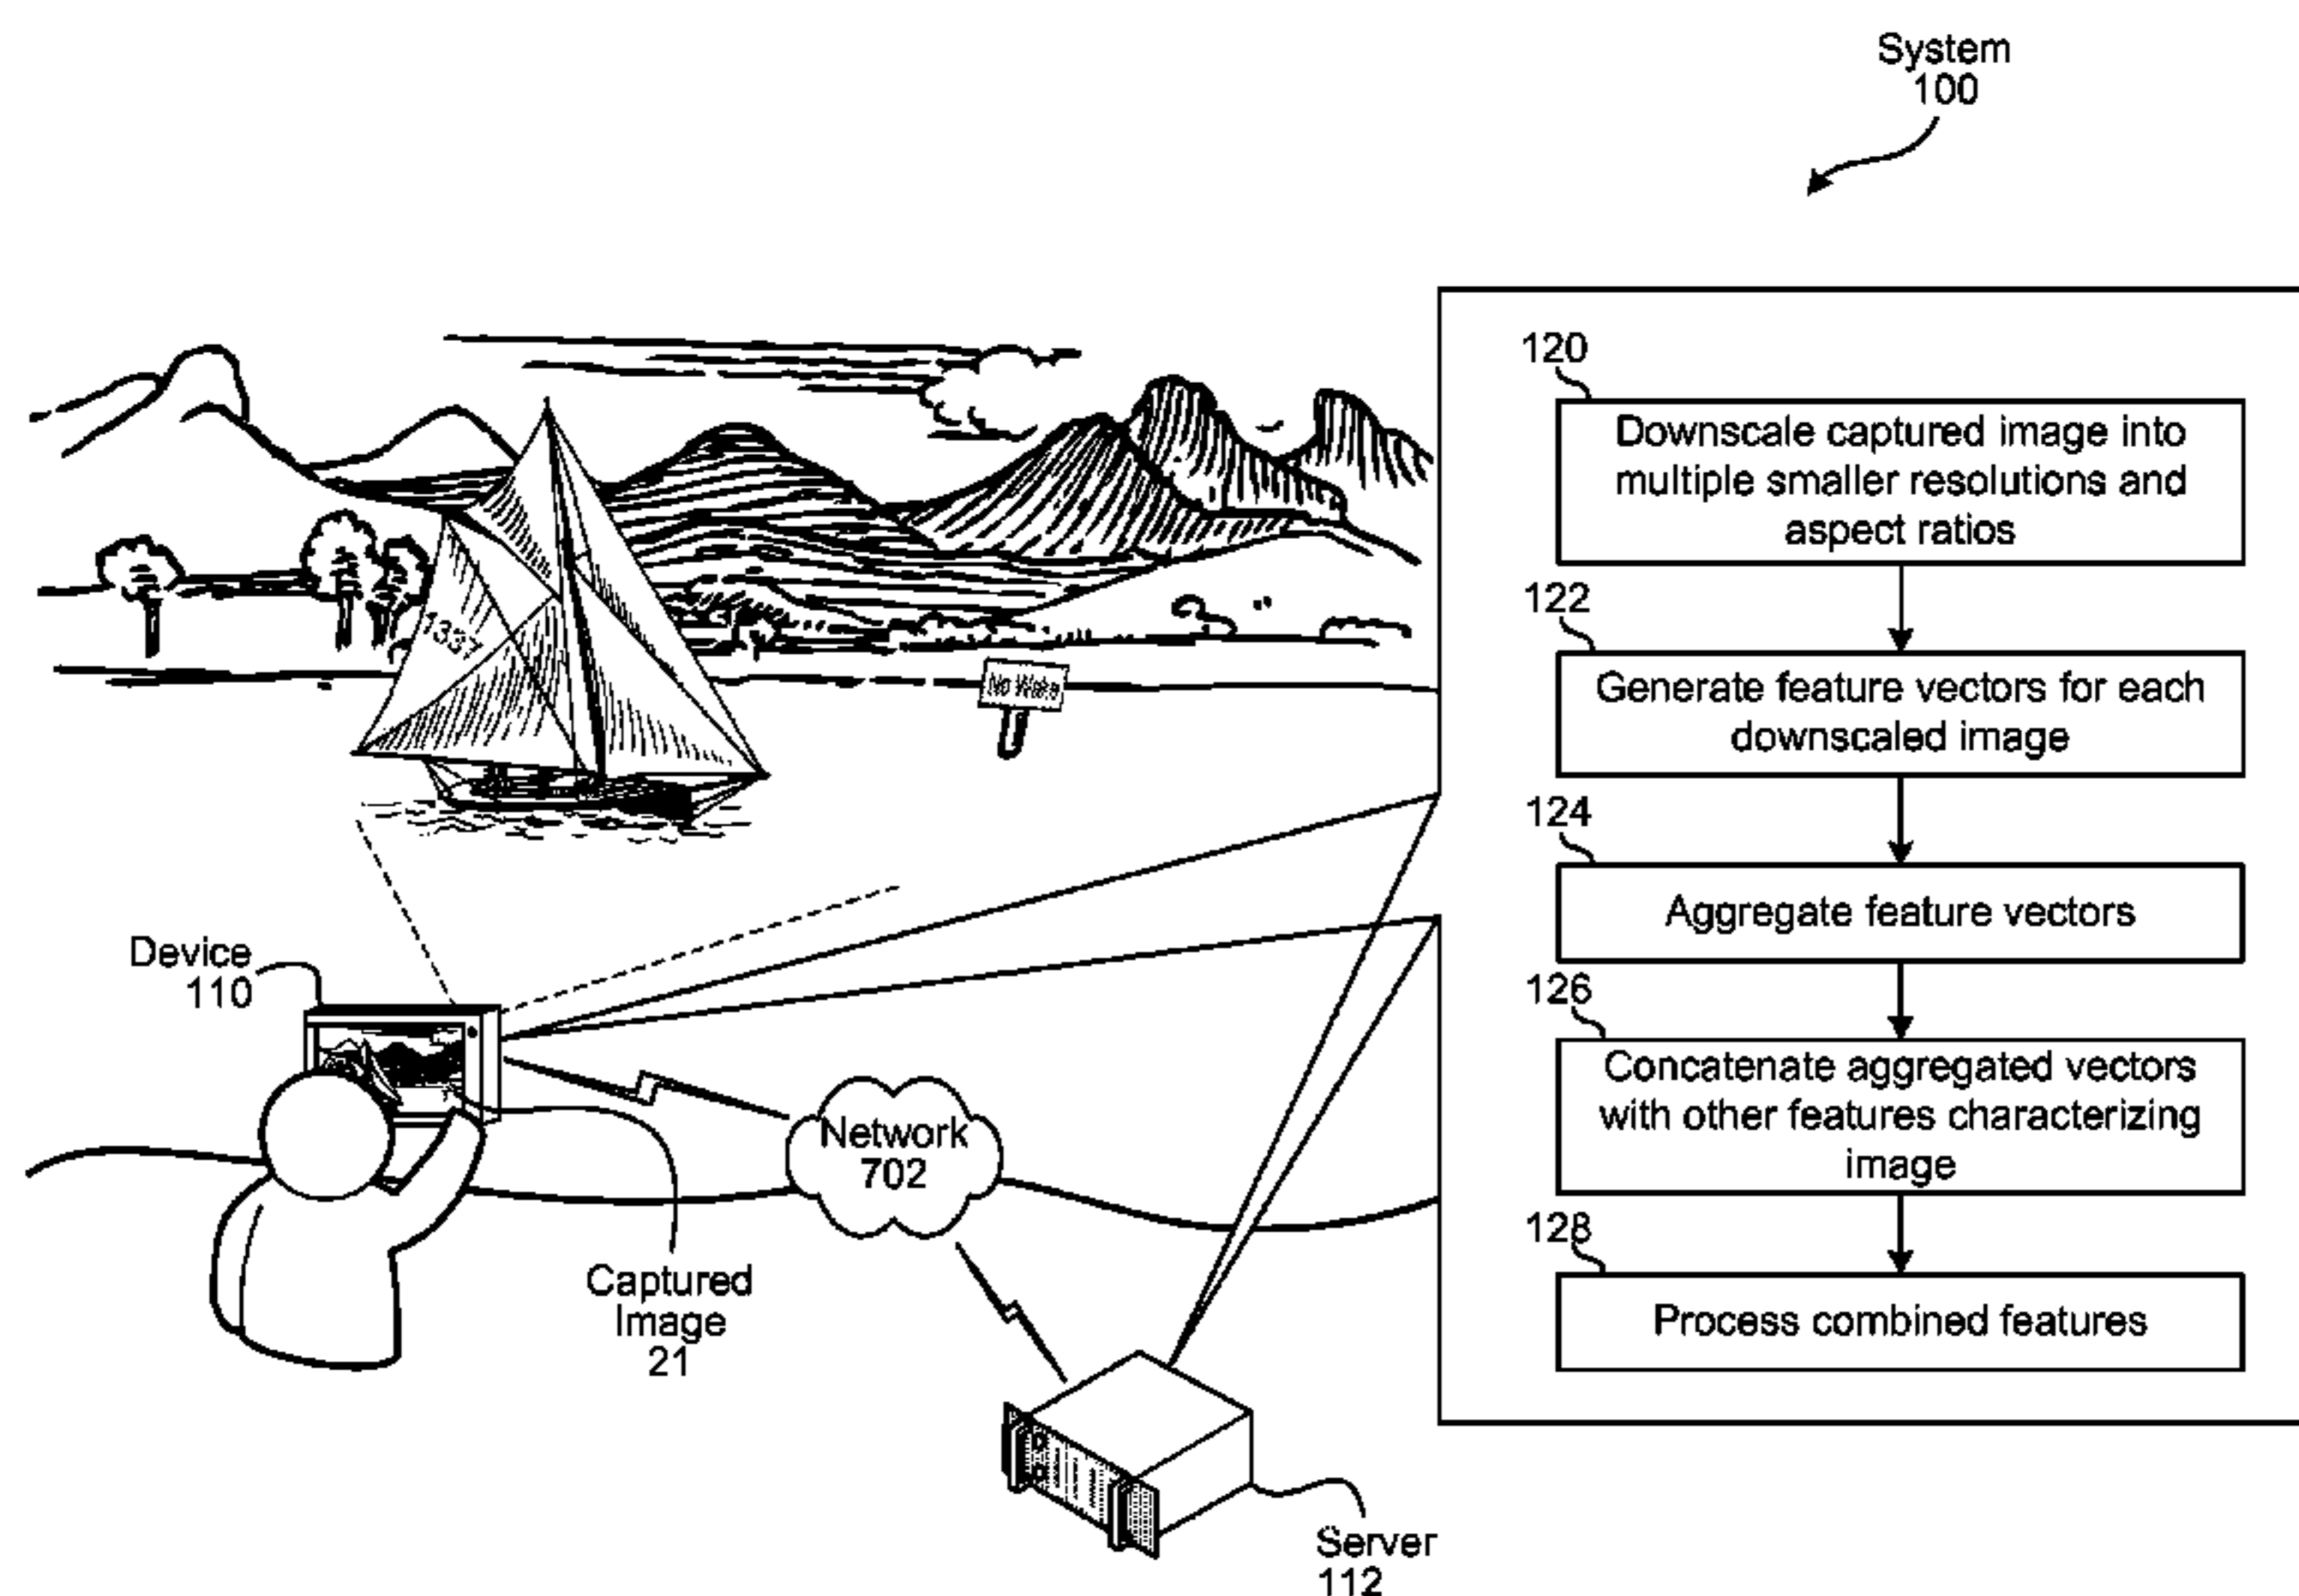 System
100
120
Downscale captured image into
multiple smaller resolutions and
aspect ratios
122
Generate feature vectors for each
downscaled image
124
Aggregate feature vectors
126
Concatenate aggregated vectors
with other features characterizing
image
128
Process combined features
1337
No Wake
Device
110
Network
702
Captured
Image
21
Server
112